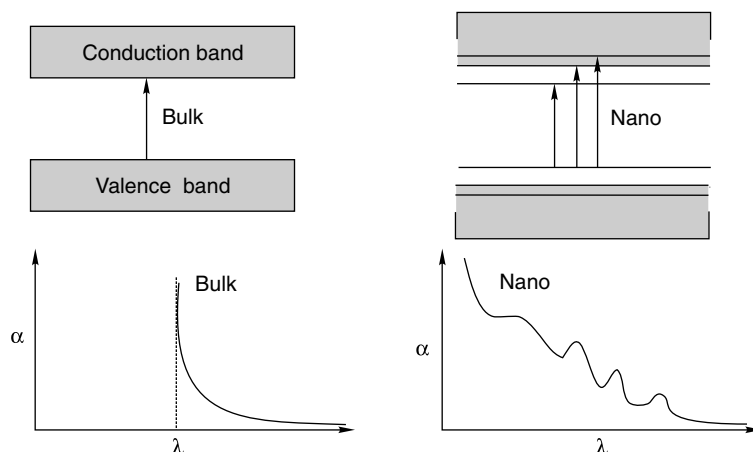 Conduction band
Bulk
Valence band
Nano
Bulk
α
λ
Nano
α
λ